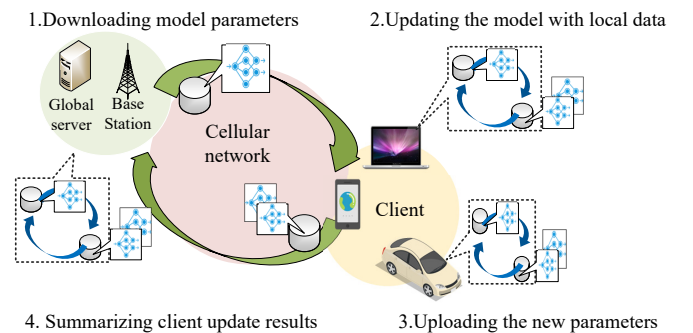 1.Downloading model parameters
2.Updating the model with local data
Global server
Base Station
Cellular network
Client
4. Summarizing client update results
3.Uploading the new parameters